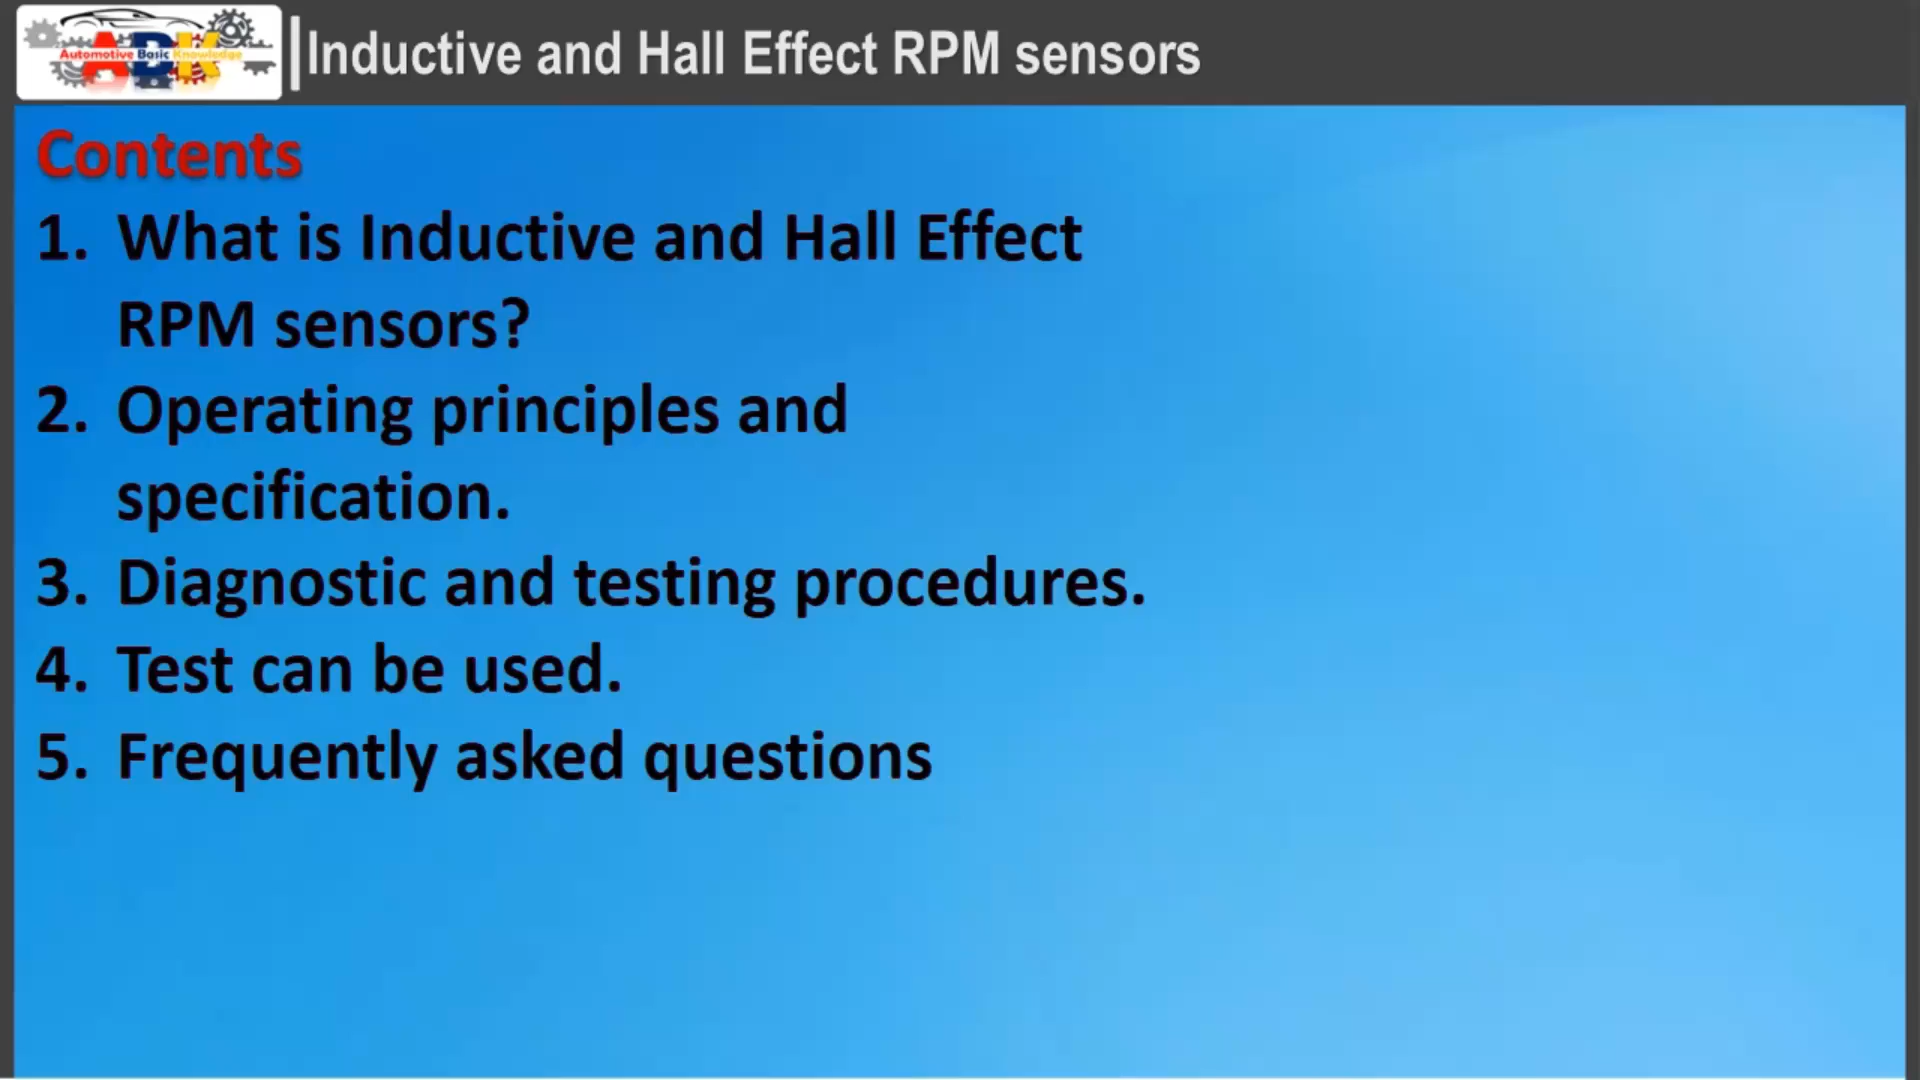 Automotive Basic Knowledge
ABK
Inductive and Hall Effect RPM sensors
Contents
1. What is Inductive and Hall Effect
RPM sensors?
2. Operating principles and
specification.
3. Diagnostic and testing procedures.
4. Test can be used.
5. Frequently asked questions